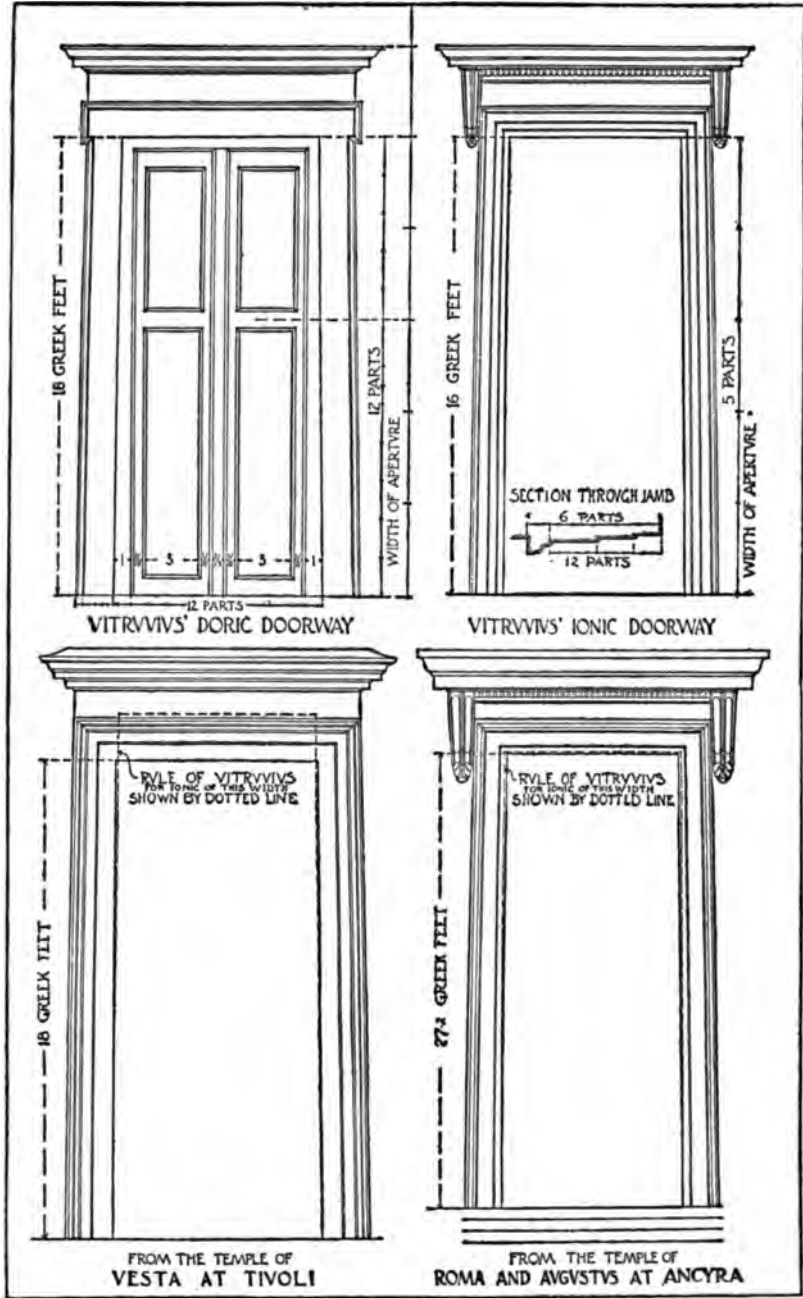 18 GREEK FEET
12 PARTS
WIDTH OF APERTVRE
1 3 3 1
12 PARTS
VITRVVIVS' DORIC DOORWAY
16 GREEK FEET
5 PARTS
WIDTH OF APERTVRE
SECTION THROVGH JAMB
6 PARTS
12 PARTS
VITRVVIVS' IONIC DOORWAY
RVLE OF VITRVVIVS
FOR IONIC OF THIS WIDTH
SHOWN BY DOTTED LINE
18 GREEK FEET
FROM THE TEMPLE OF
VESTA AT TIVOLI
RVLE OF VITRVVIVS
FOR IONIC OF THIS WIDTH
SHOWN BY DOTTED LINE
GREEK FEET
FROM THE TEMPLE OF
ROMA AND AVGVSTVS AT ANCYRA